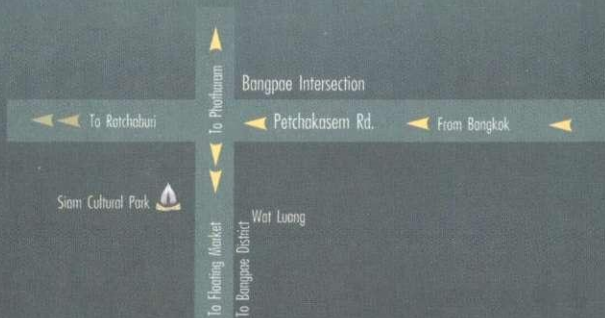 To Photharam
Bangpae Intersection
To Ratchaburi
Petchakasem Rd.
From Bangkok
Siam Cultural Park
Wat Luang
To Floating Market
To Bangpae District